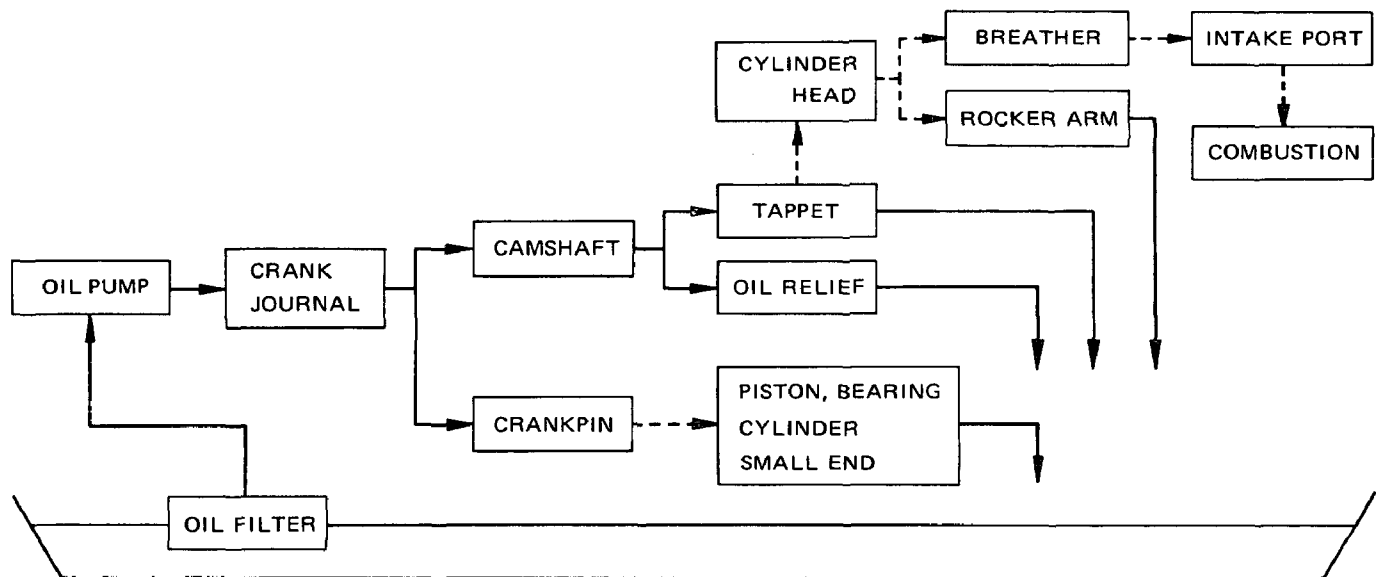 BREATHER
INTAKE PORT
CYLINDER
HEAD
ROCKER ARM
COMBUSTION
TAPPET
CAMSHAFT
CRANK
JOURNAL
OIL PUMP
OIL RELIEF
PISTON, BEARING
CYLINDER
SMALL END
CRANKPIN
OIL FILTER